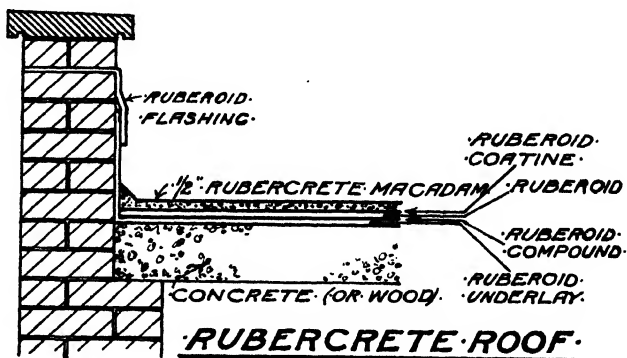 ·RUBEROID·
FLASHING·
·RUBEROID·
·COATINE·
·½"·RUBERCRETE·MACADAM
·RUBEROID
·RUBEROID·
·COMPOUND·
·RUBEROID·
·UNDERLAY·
·CONCRETE·(OR·WOOD)·
·RUBERCRETE·ROOF·